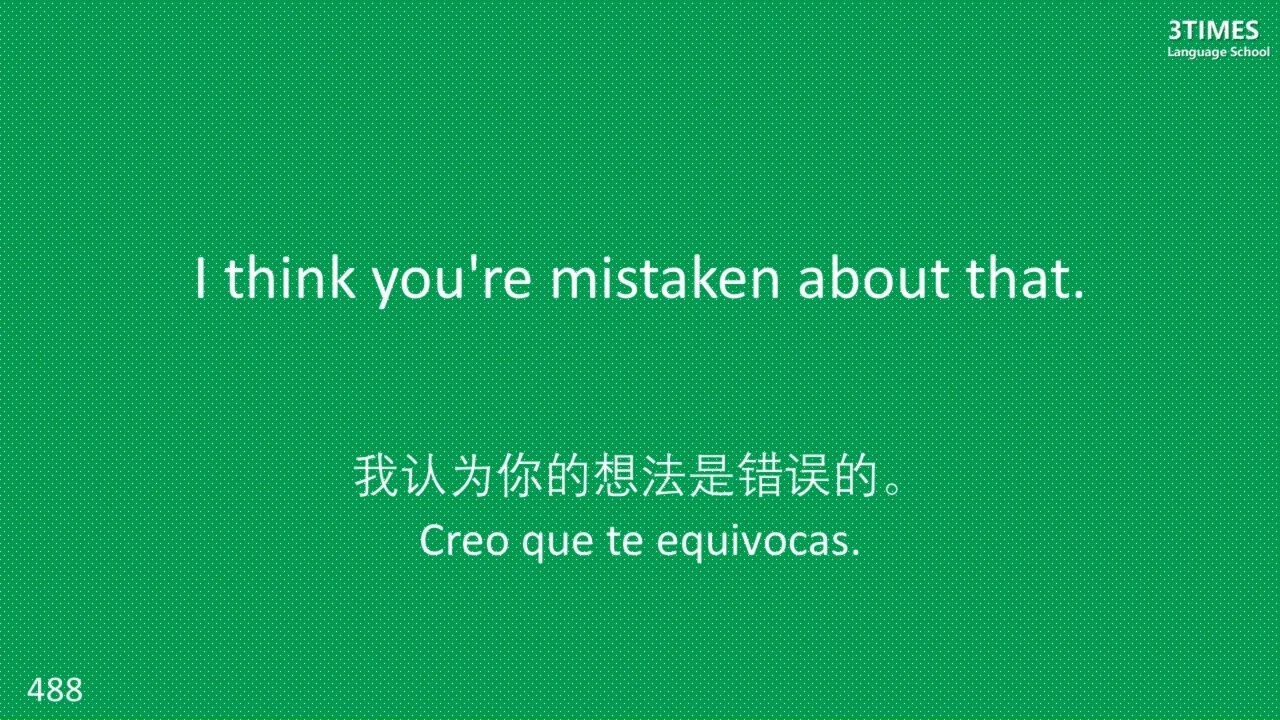 3TIMES
Language School
I think you're mistaken about that.
我认为你的想法是错误的。
Creo que te equivocas.
488